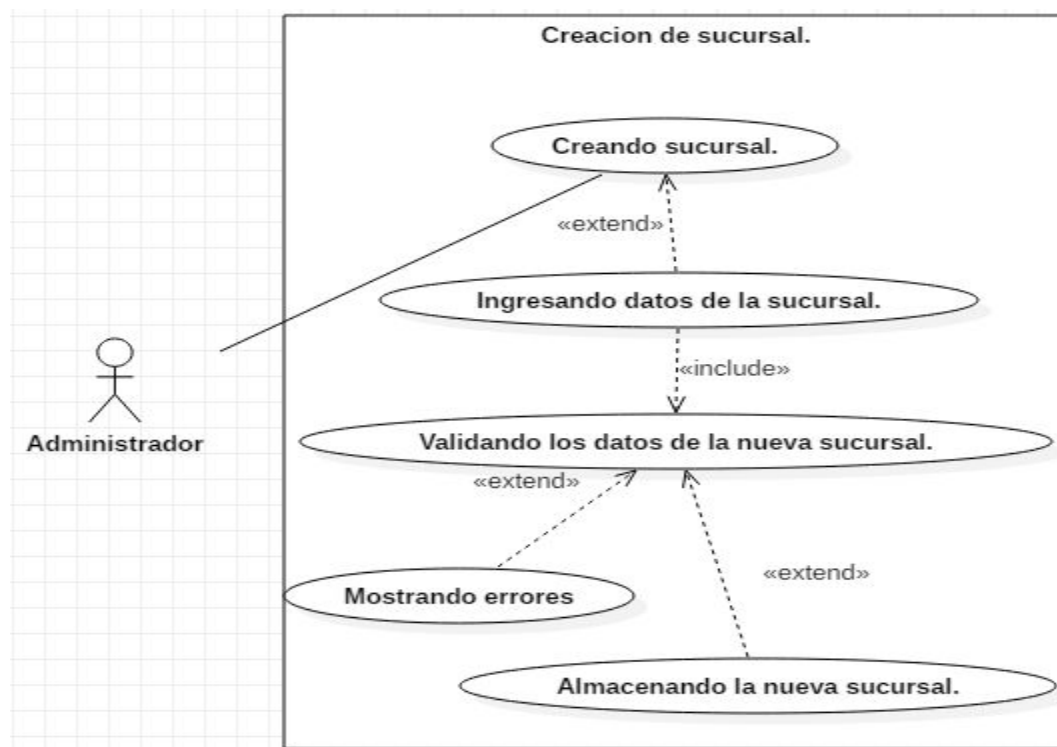 Creacion de sucursal.
Creando sucursal.
«extend»
Ingresando datos de la sucursal.
«include»
Administrador
Validando los datos de la nueva sucursal.
«extend»
«extend»
Mostrando errores
Almacenando la nueva sucursal.